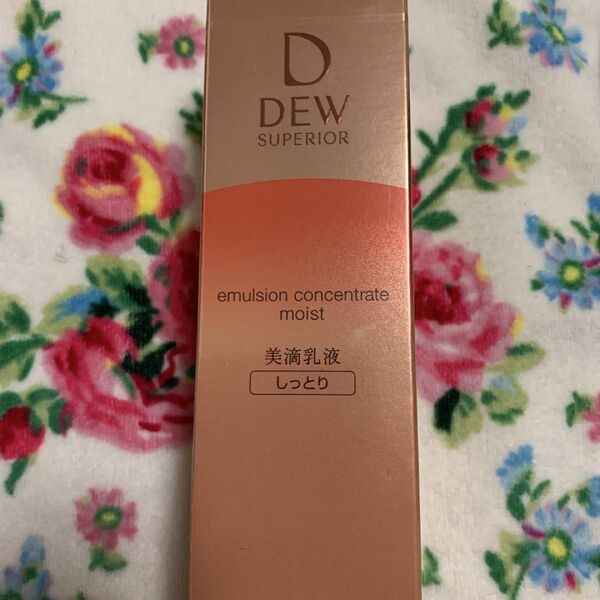 D
DEW
SUPERIOR
emulsion concentrate
moist
美滴乳液
しっとり